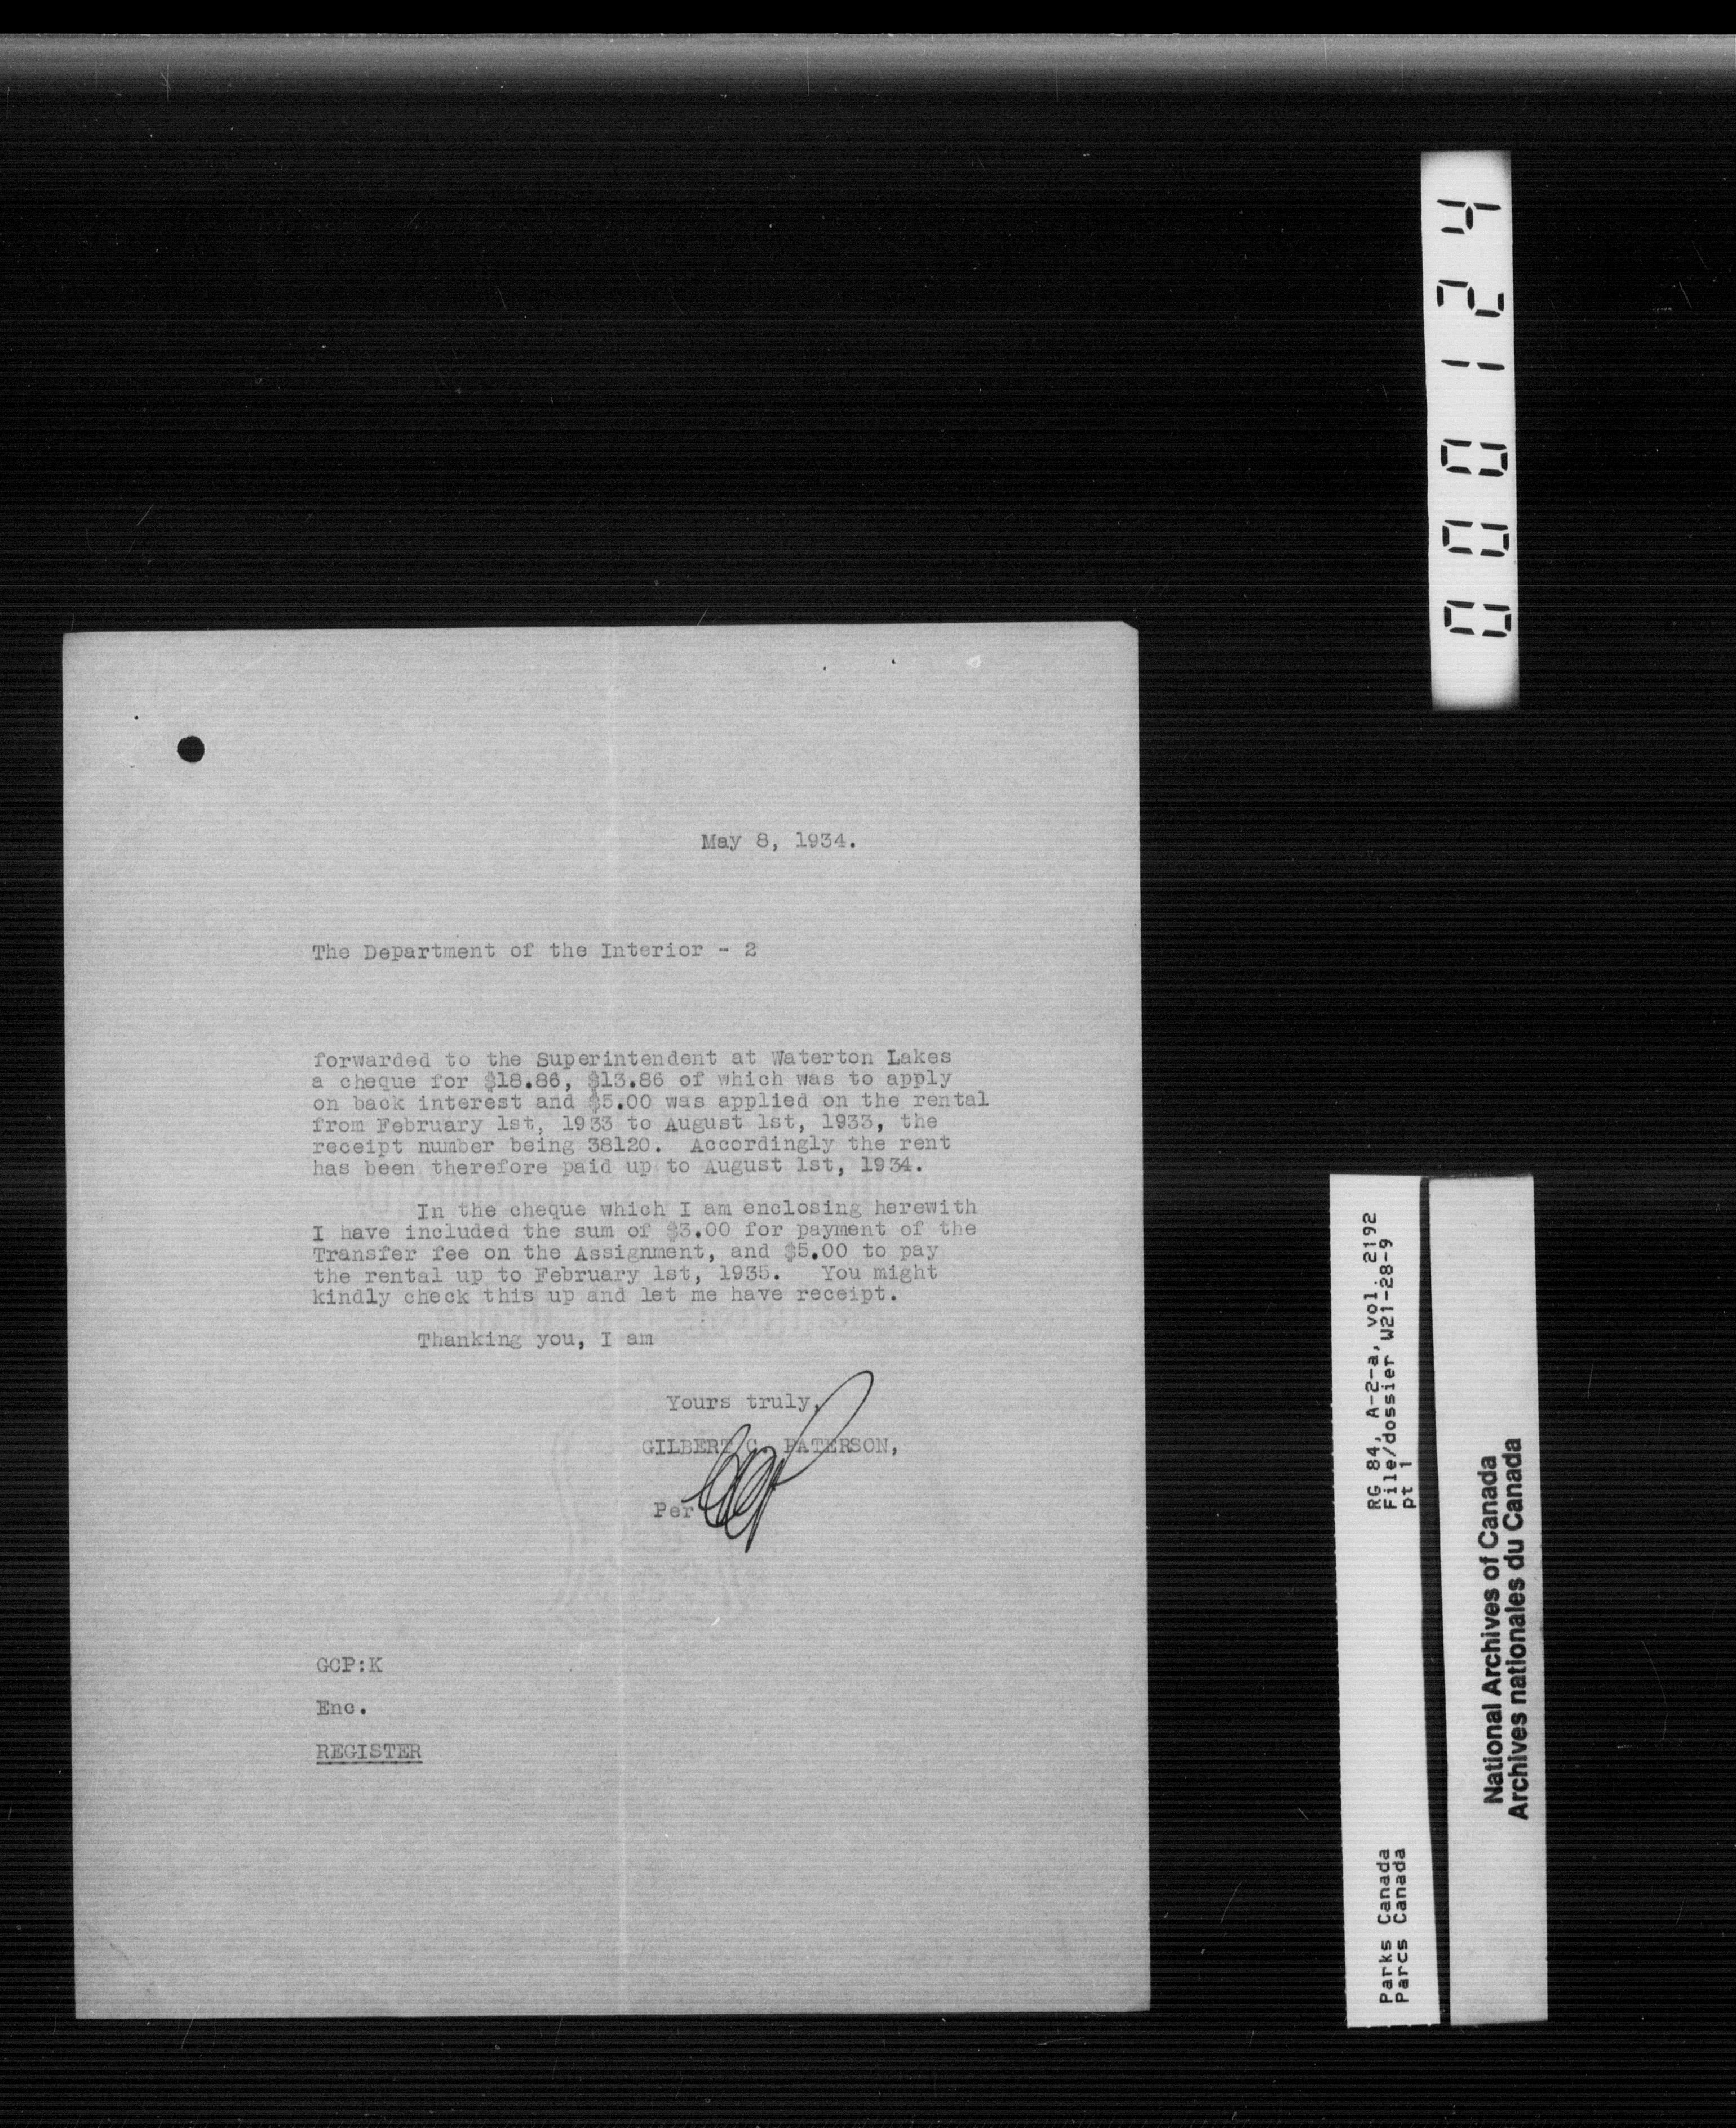 000124
May 8, 1934.
The Department of the Interior - 2
forwarded to the Superintendent at Waterton Lakes
a cheque for $18.86, $13.86 of which was to apply
on back interest and $5.00 was applied on the rental
from February 1st, 1933 to August 1st, 1933, the
receipt number being 38120. Accordingly the rent
has been therefore paid up to August 1st, 1934.
In the cheque which I am enclosing herewith
I have included the sum of $3.00 for payment of the
Transfer fee on the Assignment, and $5.00 to pay
the rental up to February 1st, 1935. You might
kindly check this up and let me have receipt.
Thanking you, I am
Yours truly,
GILBERT C. PATERSON,
Per
GCP:K
Enc.
REGISTER
RG 84, A-2-a, vol. 2192
File/dossier W21-28-9
pt 1
Parks Canada
Parcs Canada
National Archives of Canada
Archives nationales du Canada